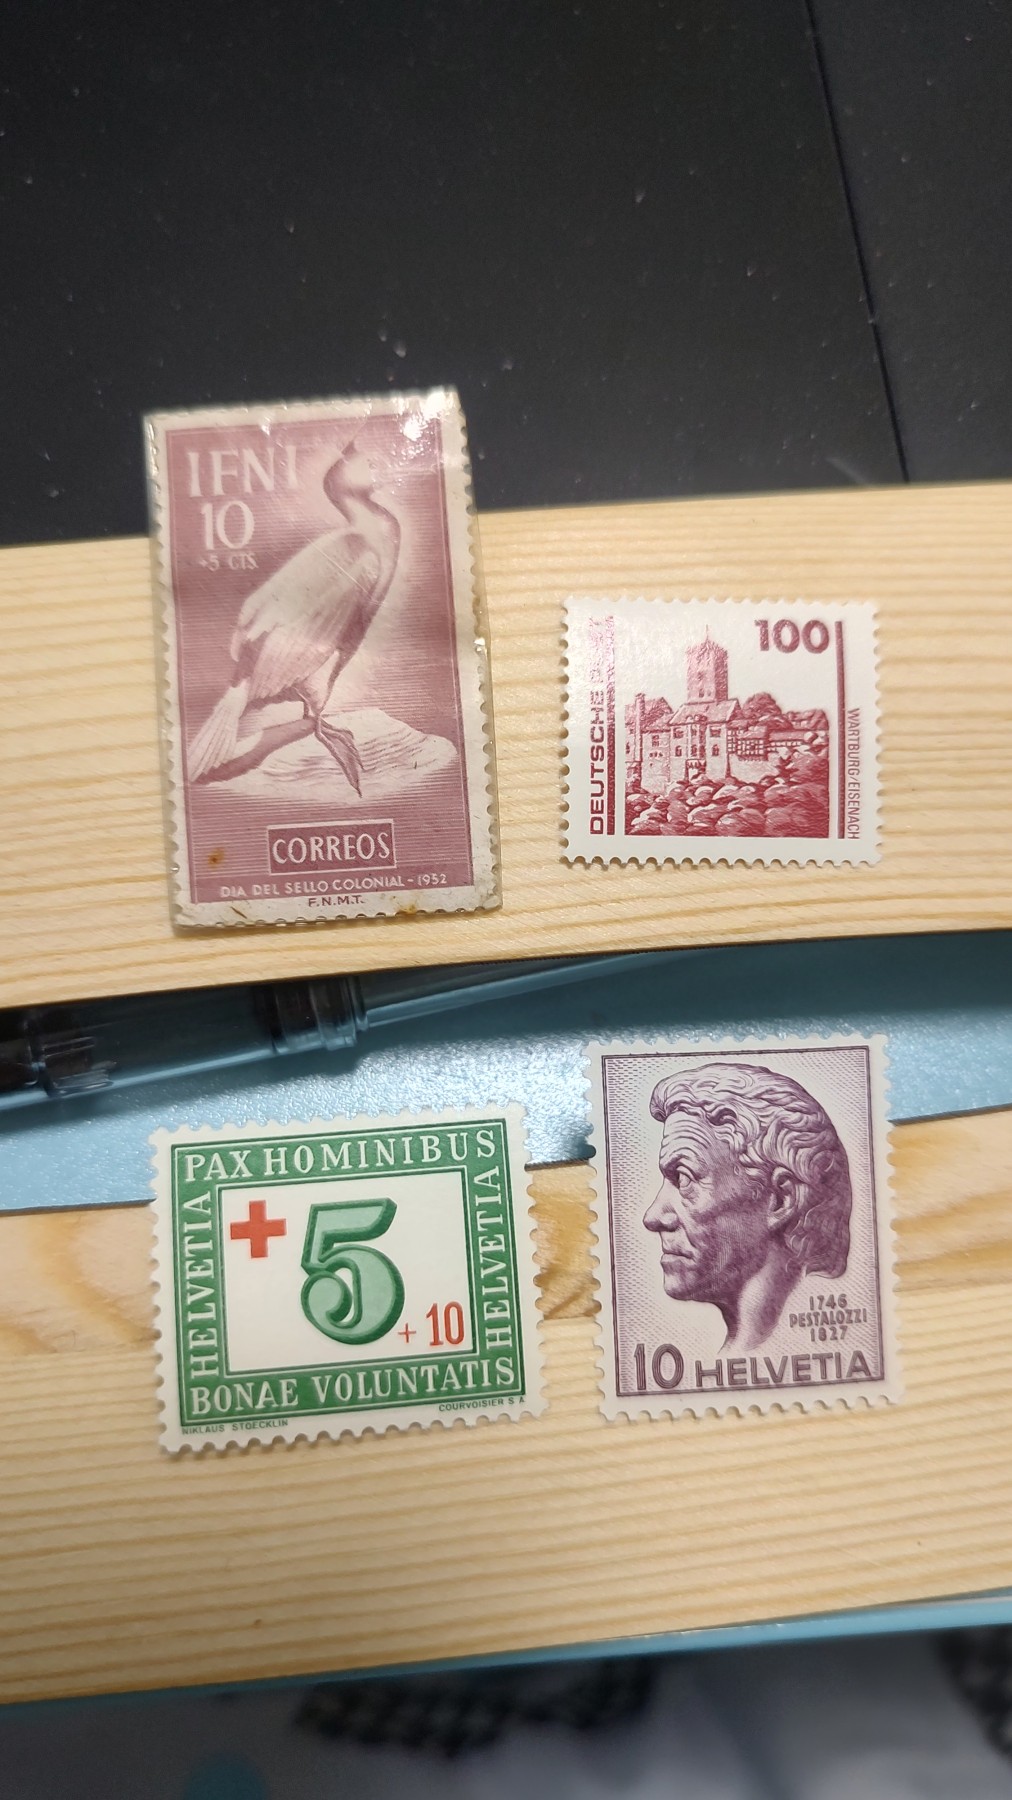 IFNI
10
+5 CTS.
CORREOS
DIA DEL SELLO COLONIAL - 1952
F.N.M.T.
100
DEUTSCHE
WARTBURG/EISENACH
PAX HOMINIBUS
HELVETIA
5
+ 10
HELVETIA
BONAE VOLUNTATIS
NIKLAUS STOECKLIN
COURVOISIER S A
1746
PESTALOZZI
1827
10 HELVETIA